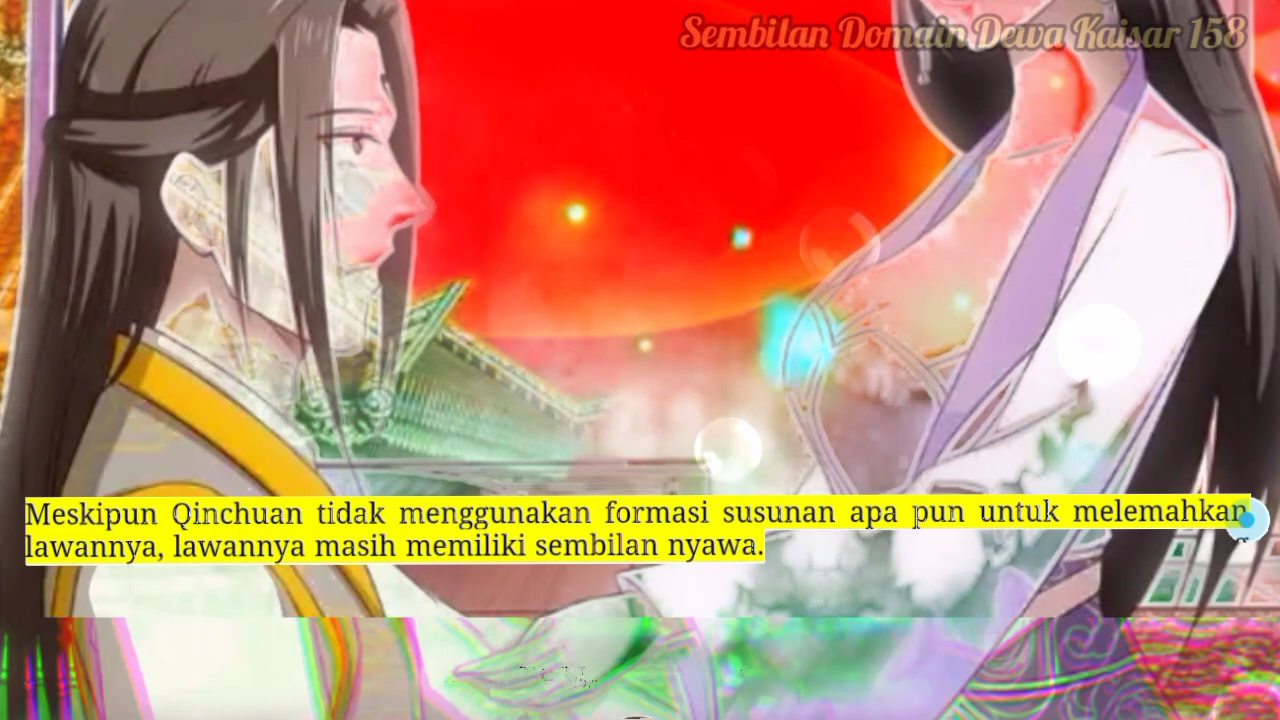 Sembilan Domain Dewa Kaisar 158
Meskipun Qinchuan tidak menggunakan formasi susunan apa pun untuk melemahkan
lawannya, lawannya masih memiliki sembilan nyawa.